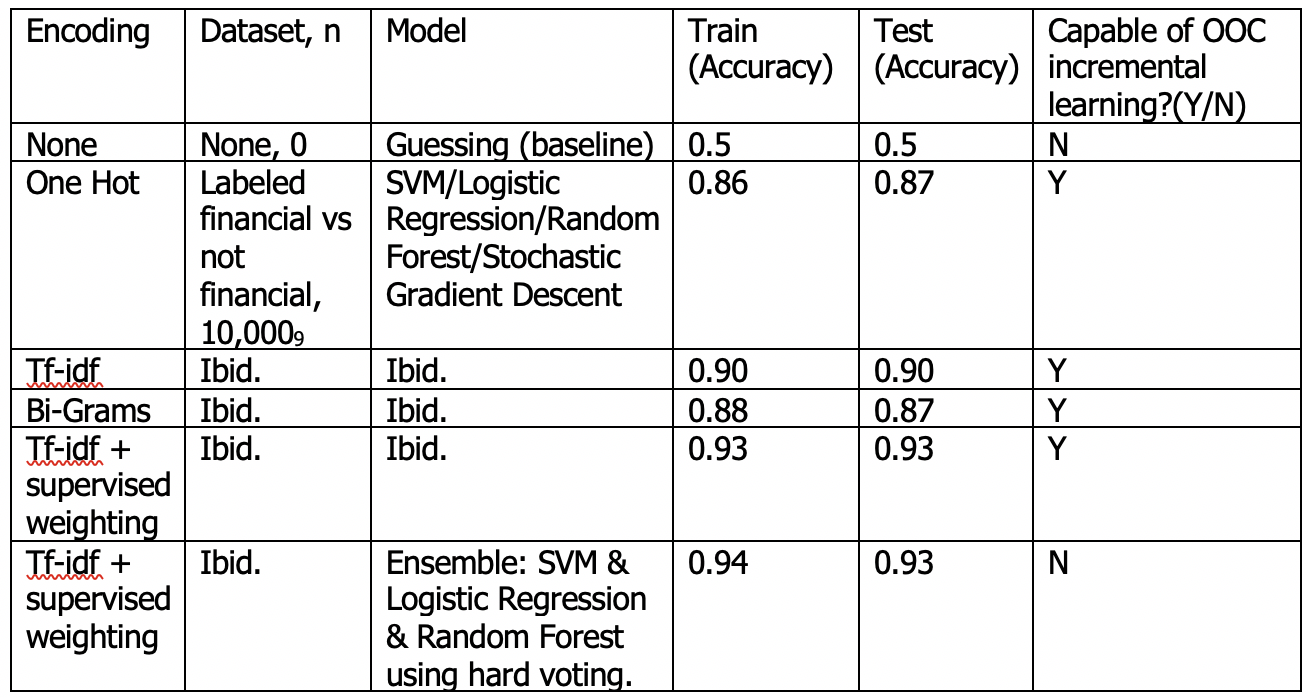 Encoding Dataset, n Model Train Test Capable of OOC
(Accuracy) (Accuracy) incremental
learning?(Y/N)
None None, 0 Guessing (baseline) 0.5 0.5 N
One Hot Labeled SVM/Logistic 0.86 0.87 Y
financial vs Regression/Random
not Forest/Stochastic
financial, Gradient Descent
10,000₉
Tf-idf Ibid. Ibid. 0.90 0.90 Y
Bi-Grams Ibid. Ibid. 0.88 0.87 Y
Tf-idf + Ibid. Ibid. 0.93 0.93 Y
supervised
weighting
Tf-idf + Ibid. Ensemble: SVM & 0.94 0.93 N
supervised Logistic Regression
weighting & Random Forest
using hard voting.